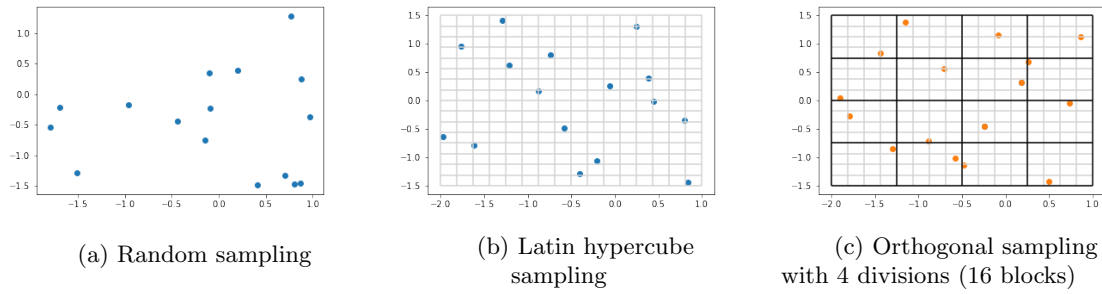 1.0
0.5
0.0
−0.5
−1.0
−1.5
−1.5 −1.0 −0.5 0.0 0.5 1.0
(a) Random sampling
1.5
1.0
0.5
0.0
−0.5
−1.0
−1.5
−2.0 −1.5 −1.0 −0.5 0.0 0.5 1.0
(b) Latin hypercube
sampling
1.5
1.0
0.5
0.0
−0.5
−1.0
−1.5
−2.0 −1.5 −1.0 −0.5 0.0 0.5 1.0
(c) Orthogonal sampling
with 4 divisions (16 blocks)